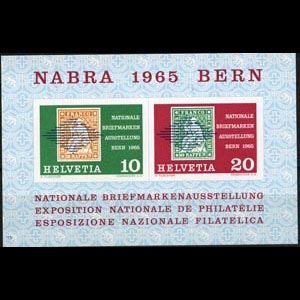 NABRA 1965 BERN
NATIONALE
BRIEFMARKEN
AUSSTELLUNG
BERN 1965
10
HELVETIA
NATIONALE
BRIEFMARKEN
AUSSTELLUNG
BERN 1965
20
HELVETIA
NATIONALE BRIEFMARKENAUSSTELLUNG
EXPOSITION NATIONALE DE PHILATÉLIE
ESPOSIZIONE NAZIONALE FILATELICA